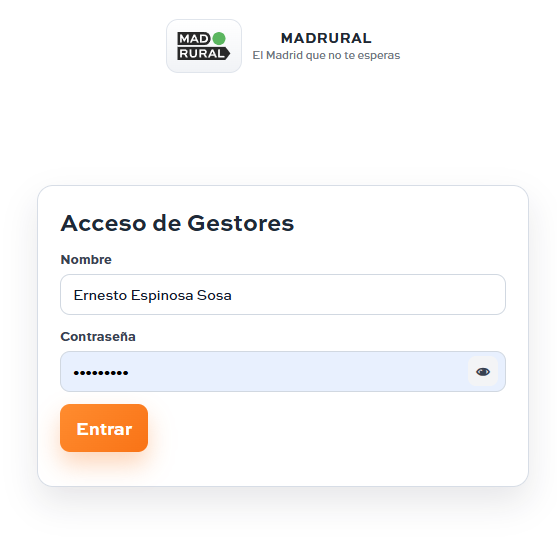 MAD
RURAL
MADRURAL
El Madrid que no te esperas
Acceso de Gestores
Nombre
Ernesto Espinosa Sosa
Contraseña
•••••••••
Entrar